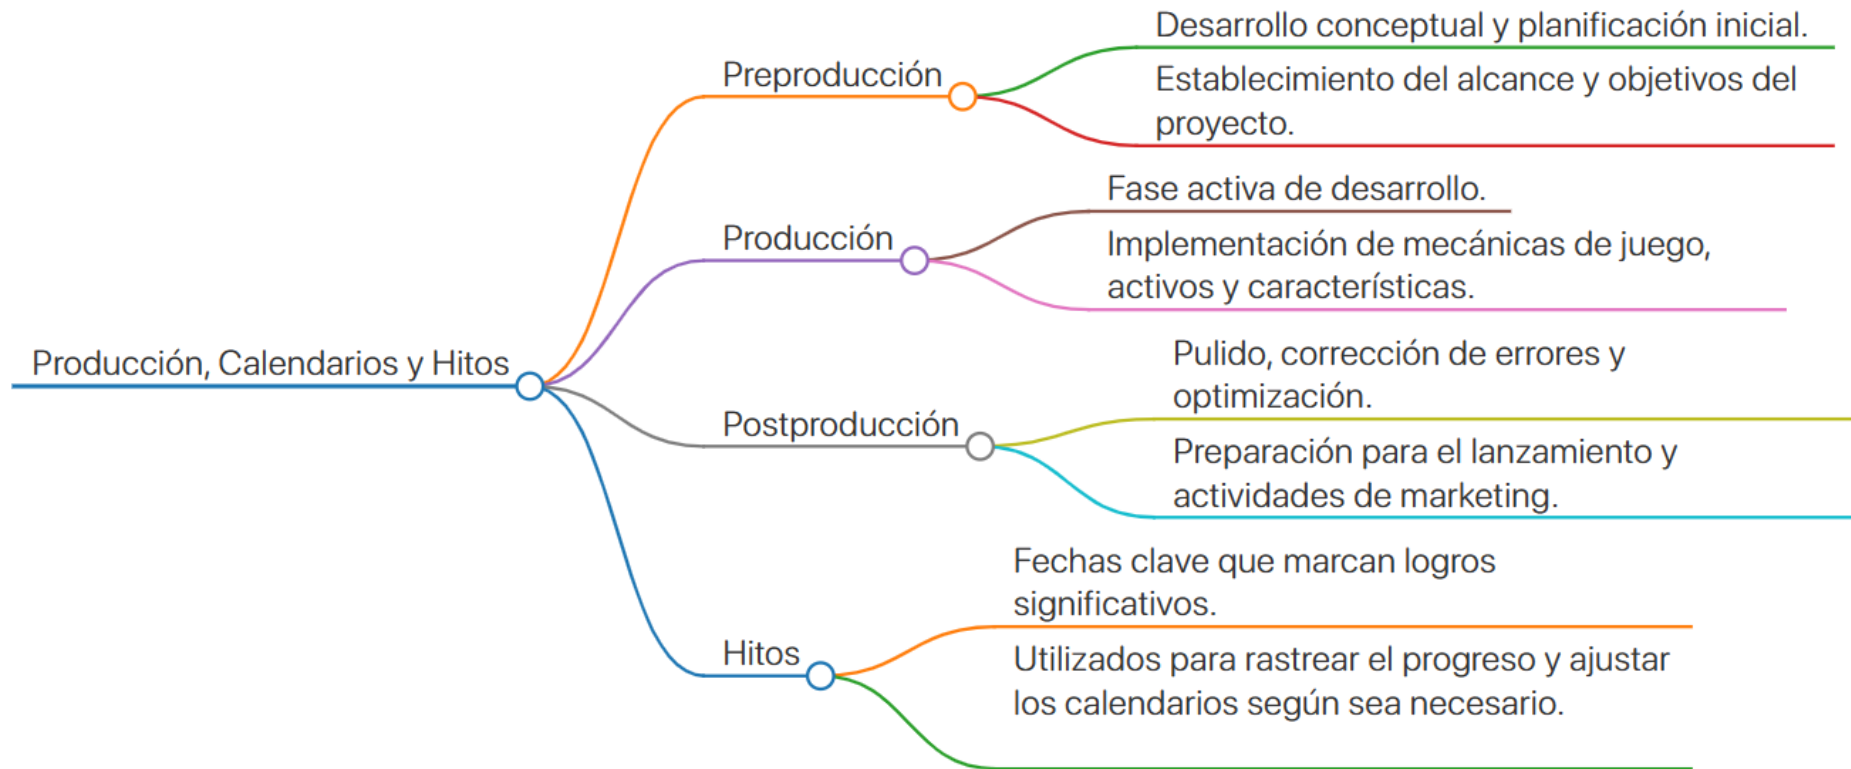 Producción, Calendarios y Hitos
Preproducción
Desarrollo conceptual y planificación inicial.
Establecimiento del alcance y objetivos del
proyecto.
Producción
Fase activa de desarrollo.
Implementación de mecánicas de juego,
activos y características.
Postproducción
Pulido, corrección de errores y
optimización.
Preparación para el lanzamiento y
actividades de marketing.
Hitos
Fechas clave que marcan logros
significativos.
Utilizados para rastrear el progreso y ajustar
los calendarios según sea necesario.